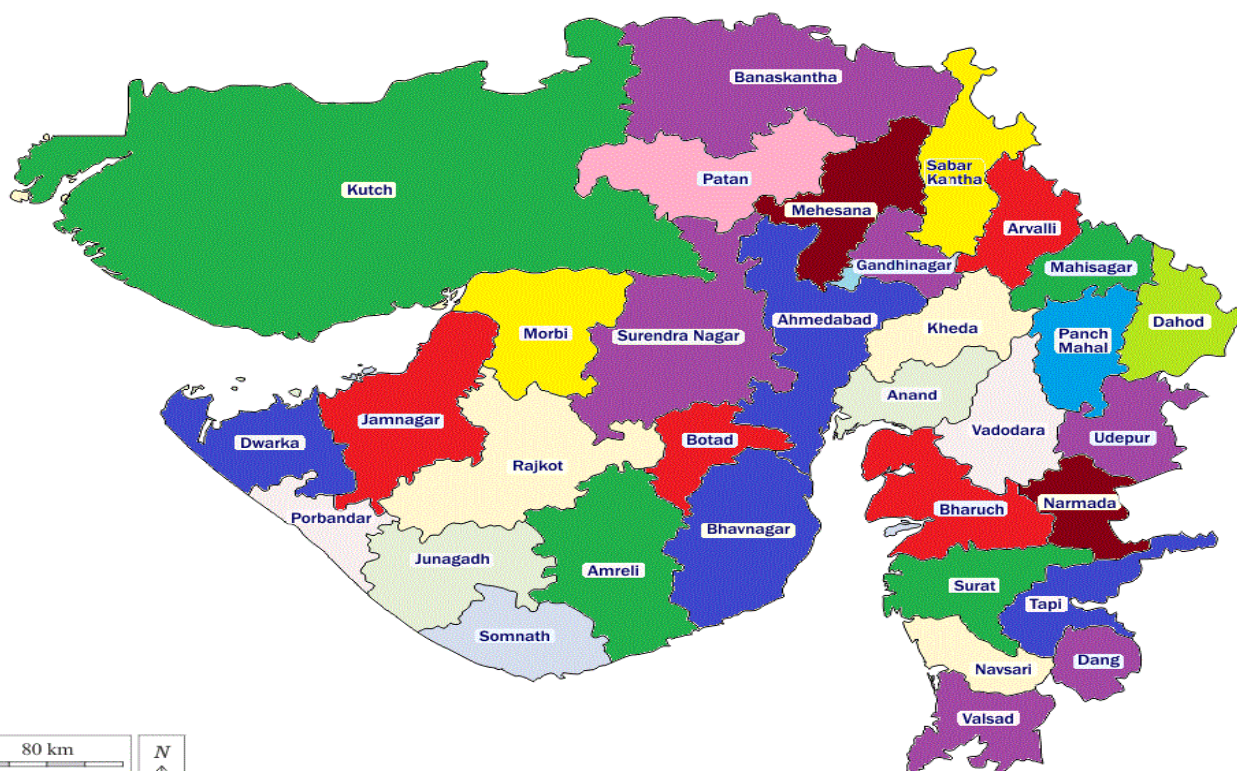 Banaskantha
Patan
Sabar
Kantha
Kutch
Mehesana
Arvalli
Gandhinagar
Mahisagar
Ahmedabad
Kheda
Morbi
Surendra Nagar
Panch
Mahal
Dahod
Anand
Jamnagar
Vadodara
Dwarka
Botad
Udepur
Rajkot
Narmada
Bharuch
Porbandar
Bhavnagar
Junagadh
Amreli
Surat
Tapi
Somnath
Dang
Navsari
Valsad
80 km
N